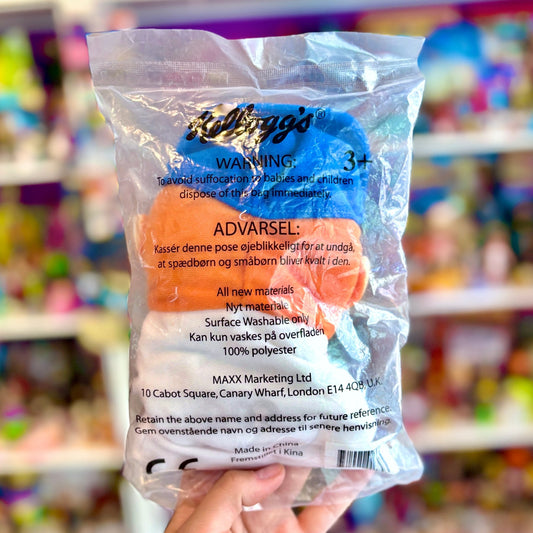 Kellogg's®
WARNING:
3+
To avoid suffocation to babies and children
dispose of this bag immediately.
ADVARSEL:
Kassér denne pose øjeblikkeligt for at undgå,
at spædbørn og småbørn bliver kvalt i den.
All new materials
Nyt materiale
Surface Washable only
Kan kun vaskes på overfladen
100% polyester
MAXX Marketing Ltd
10 Cabot Square, Canary Wharf, London E14 4QB U.K.
Retain the above name and address for future reference.
Gem ovenstående navn og adresse til senere henvisning.
Made in China
Fremstillet i Kina
CE